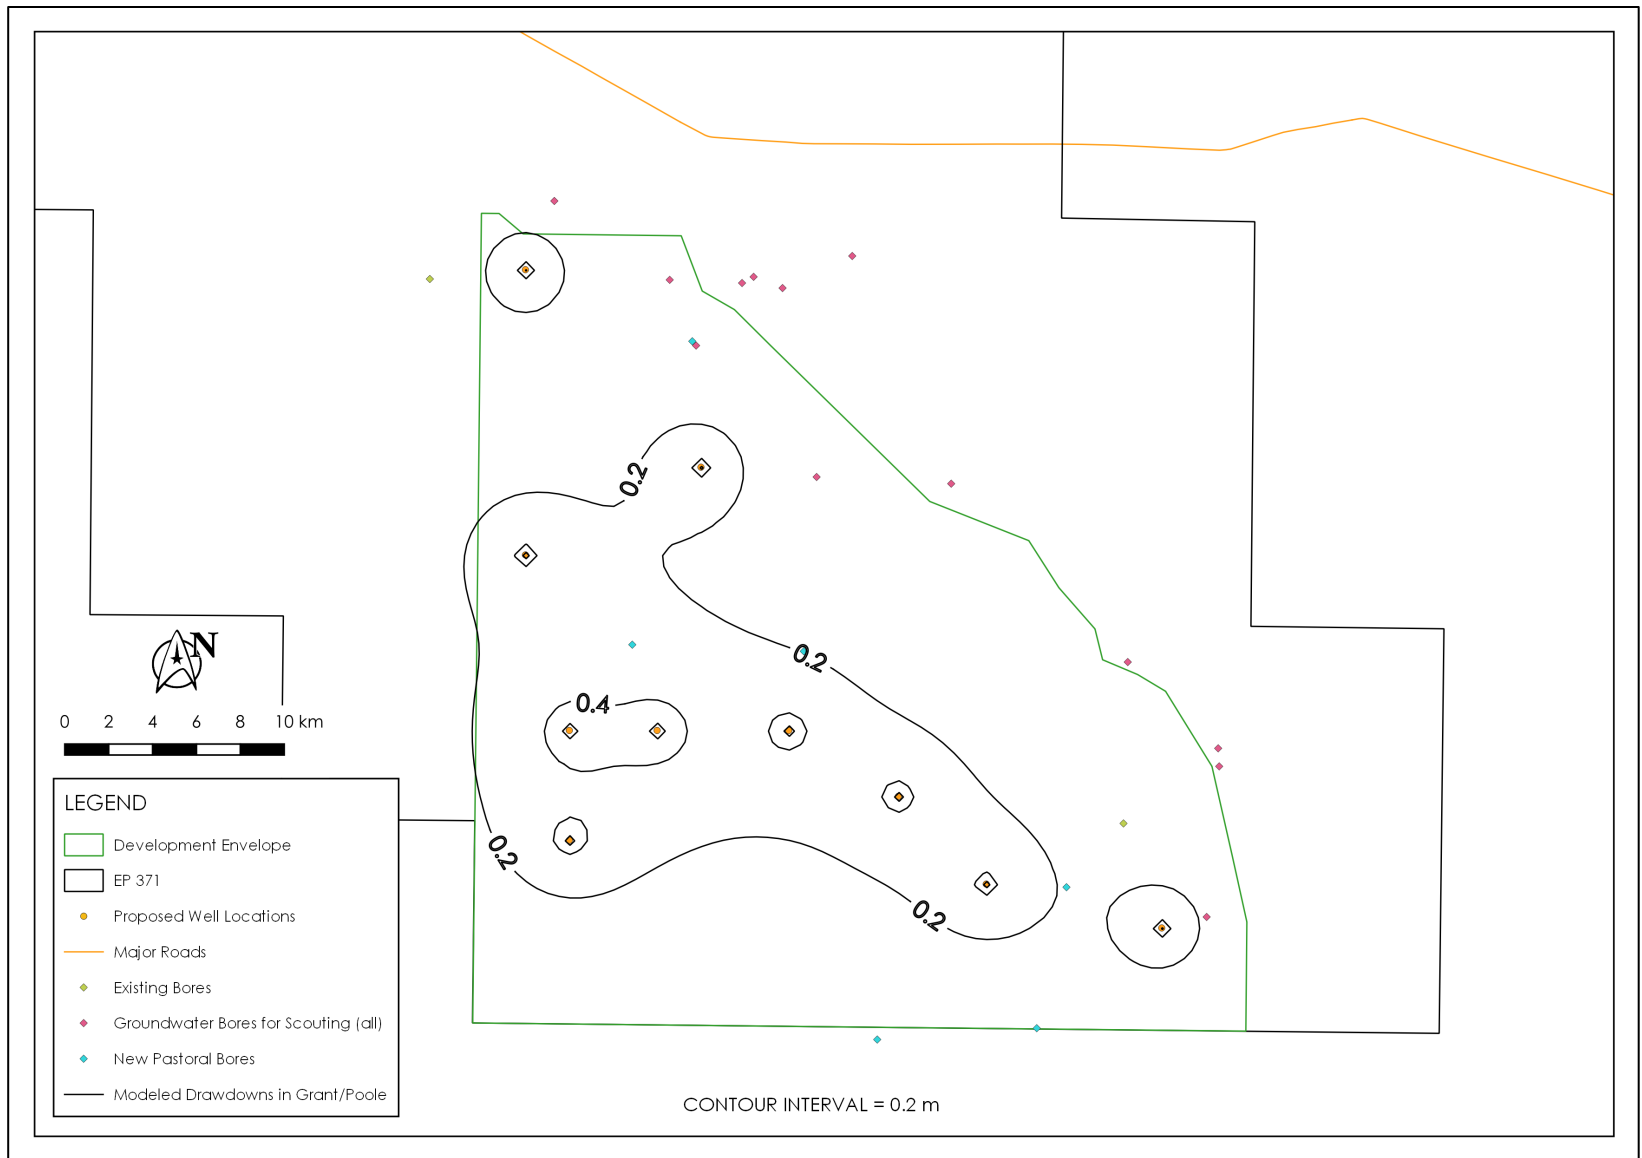 0.2
0.2
N
0.4
0 2 4 6 8 10 km
LEGEND
Development Envelope
EP 371
Proposed Well Locations
Major Roads
Existing Bores
Groundwater Bores for Scouting (all)
New Pastoral Bores
Modeled Drawdowns in Grant/Poole
0.2
0.2
CONTOUR INTERVAL = 0.2 m